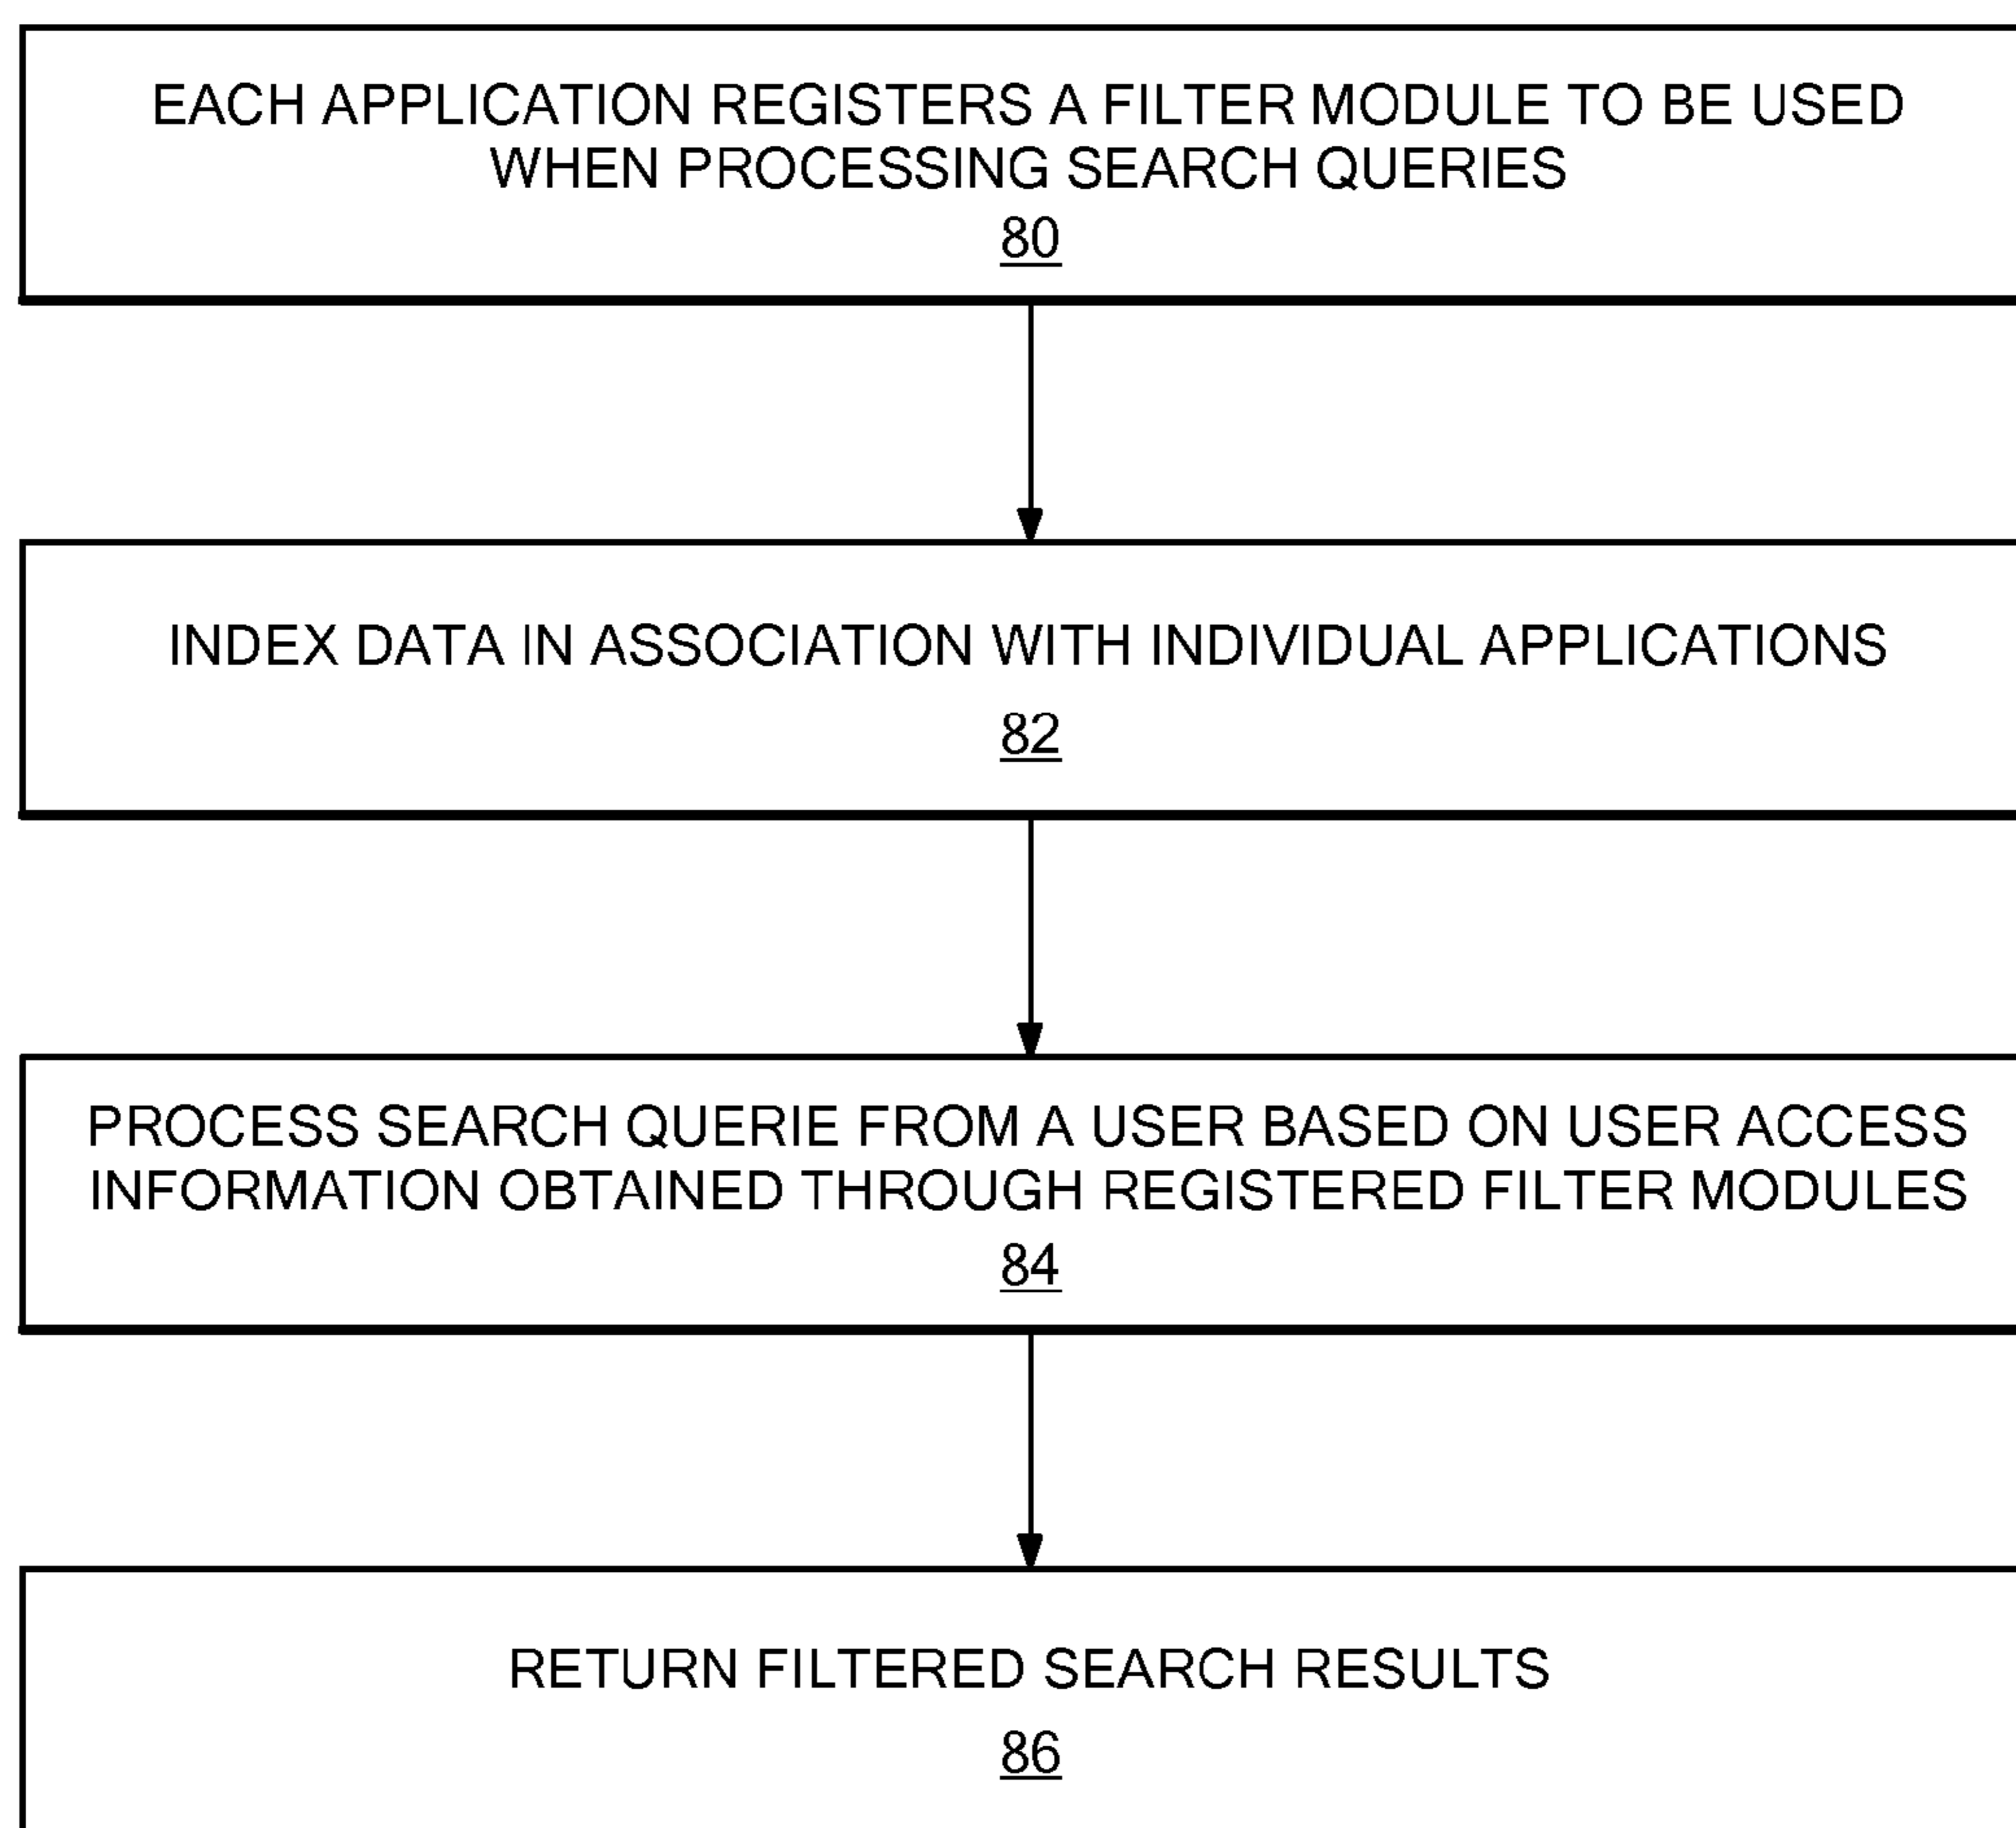 EACH APPLICATION REGISTERS A FILTER MODULE TO BE USED
WHEN PROCESSING SEARCH QUERIES
80
INDEX DATA IN ASSOCIATION WITH INDIVIDUAL APPLICATIONS
82
PROCESS SEARCH QUERIE FROM A USER BASED ON USER ACCESS
INFORMATION OBTAINED THROUGH REGISTERED FILTER MODULES
84
RETURN FILTERED SEARCH RESULTS
86